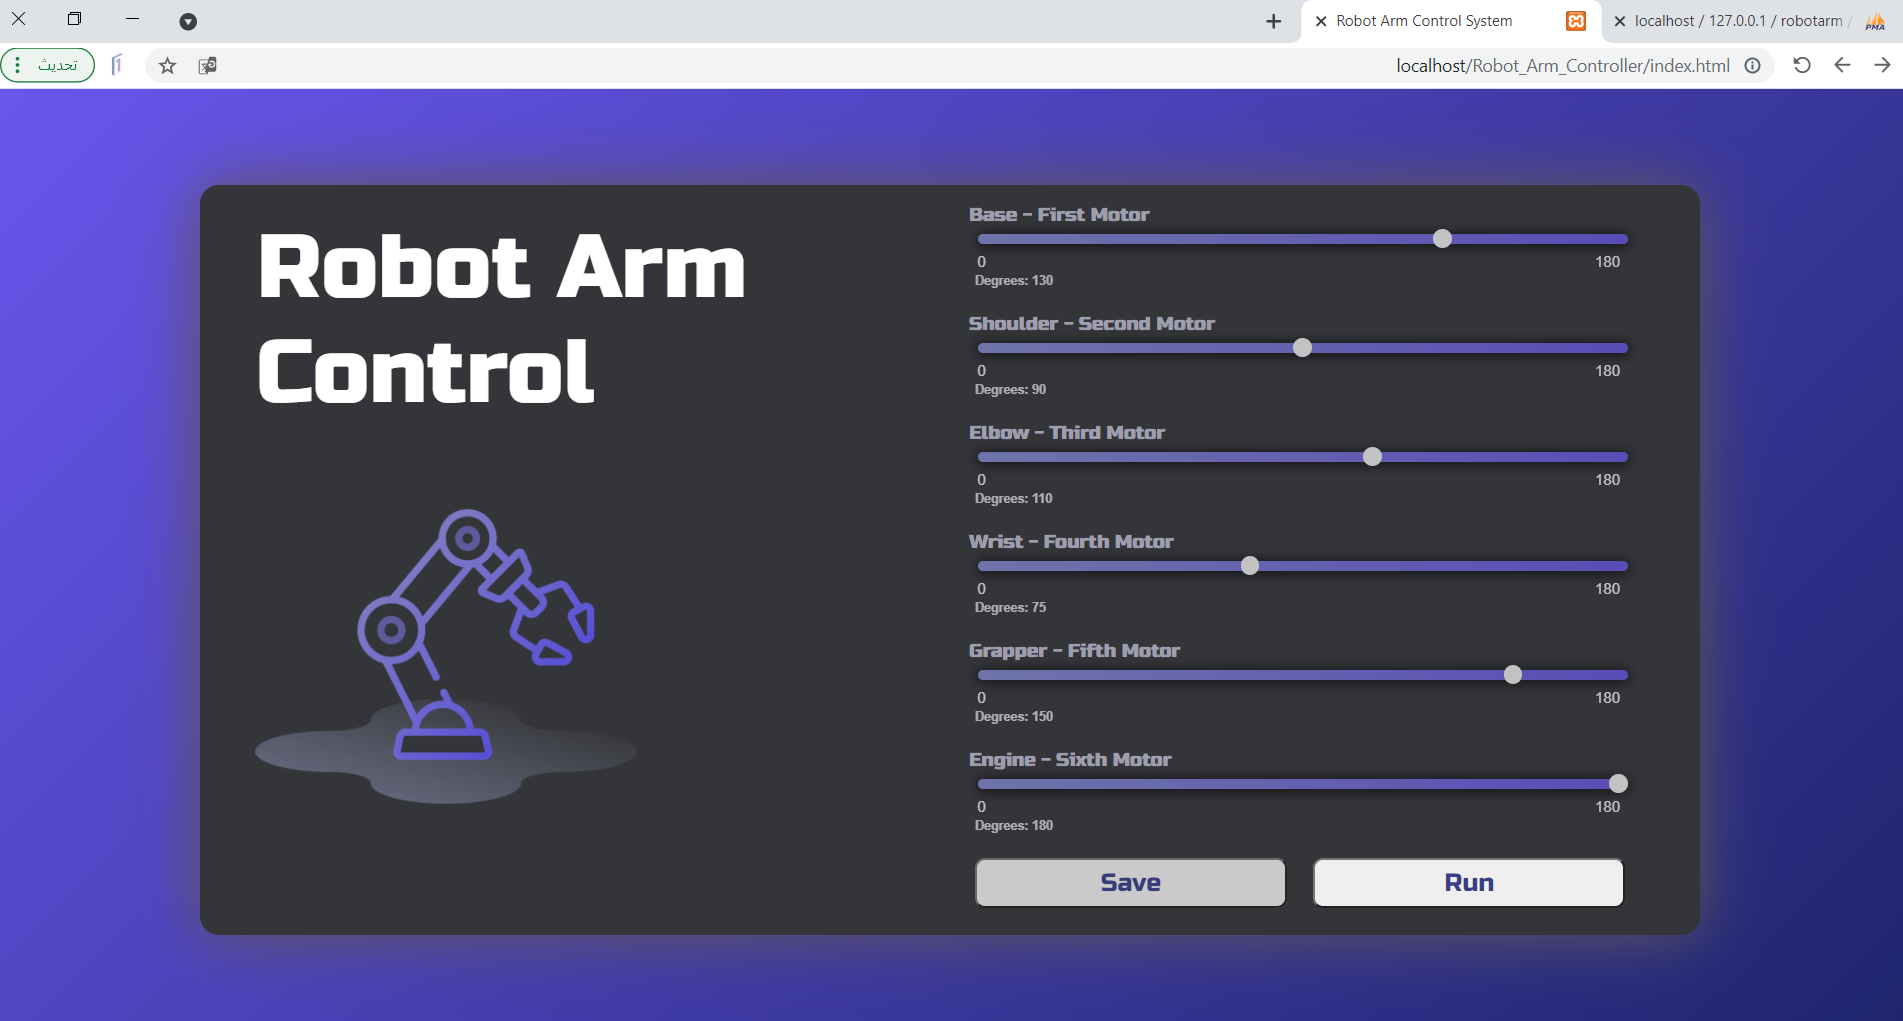 Robot Arm Control System
localhost / 127.0.0.1 / robotarm /
PMA
تحديث
localhost/Robot_Arm_Controller/index.html
Robot Arm
Control
Base - First Motor
0 180
Degrees: 130
Shoulder - Second Motor
0 180
Degrees: 90
Elbow - Third Motor
0 180
Degrees: 110
Wrist - Fourth Motor
0 180
Degrees: 75
Grapper - Fifth Motor
0 180
Degrees: 150
Engine - Sixth Motor
0 180
Degrees: 180
Save Run